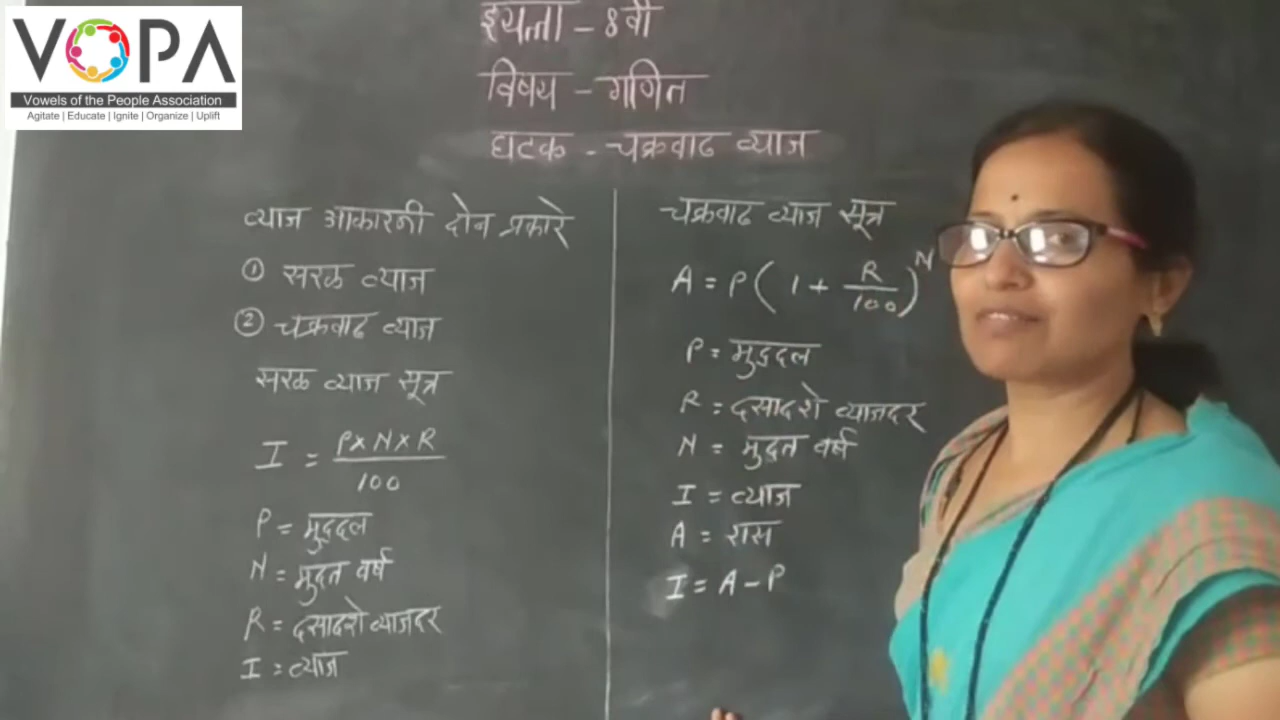 VOPA
Vowels of the People Association
Agitate | Educate | Ignite | Organize | Uplift
इयत्ता - 8वी
विषय - गणित
घटक - चक्रवाढ व्याज
व्याज आकारणी दोन प्रकारे
① सरळ व्याज
② चक्रवाढ व्याज
सरळ व्याज सूत्र
I = P×N×R / 100
P = मुद्दल
N = मुदत वर्ष
R = दसादशे व्याजदर
I = व्याज
चक्रवाढ व्याज सूत्र
A = P(1 + R/100)^N
P = मुद्दल
R = दसादशे व्याजदर
N = मुदत वर्ष
I = व्याज
A = रास
I = A - P